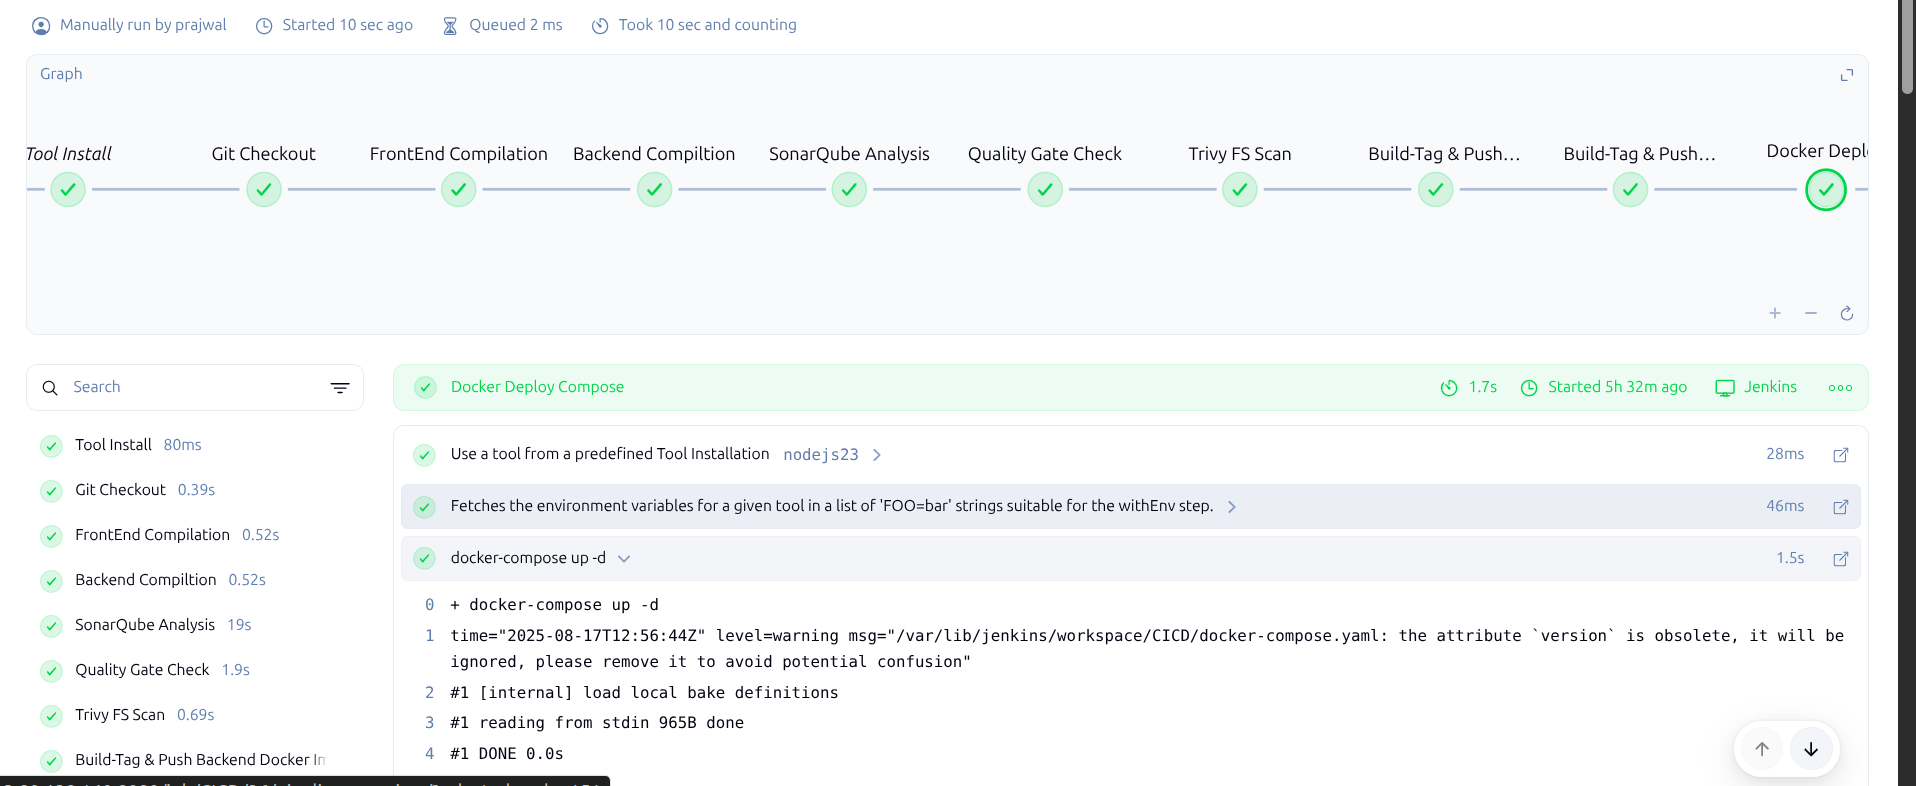 Manually run by prajwal Started 10 sec ago Queued 2 ms Took 10 sec and counting
Graph
Tool Install Git Checkout FrontEnd Compilation Backend Compiltion SonarQube Analysis Quality Gate Check Trivy FS Scan Build-Tag & Push... Build-Tag & Push... Docker Depl
Search
Tool Install 80ms
Git Checkout 0.39s
FrontEnd Compilation 0.52s
Backend Compiltion 0.52s
SonarQube Analysis 19s
Quality Gate Check 1.9s
Trivy FS Scan 0.69s
Build-Tag & Push Backend Docker Im
Docker Deploy Compose 1.7s Started 5h 32m ago Jenkins
Use a tool from a predefined Tool Installation nodejs23 28ms
Fetches the environment variables for a given tool in a list of 'FOO=bar' strings suitable for the withEnv step. 46ms
docker-compose up -d 1.5s
0 + docker-compose up -d
1 time="2025-08-17T12:56:44Z" level=warning msg="/var/lib/jenkins/workspace/CICD/docker-compose.yaml: the attribute `version` is obsolete, it will be
ignored, please remove it to avoid potential confusion"
2 #1 [internal] load local bake definitions
3 #1 reading from stdin 965B done
4 #1 DONE 0.0s